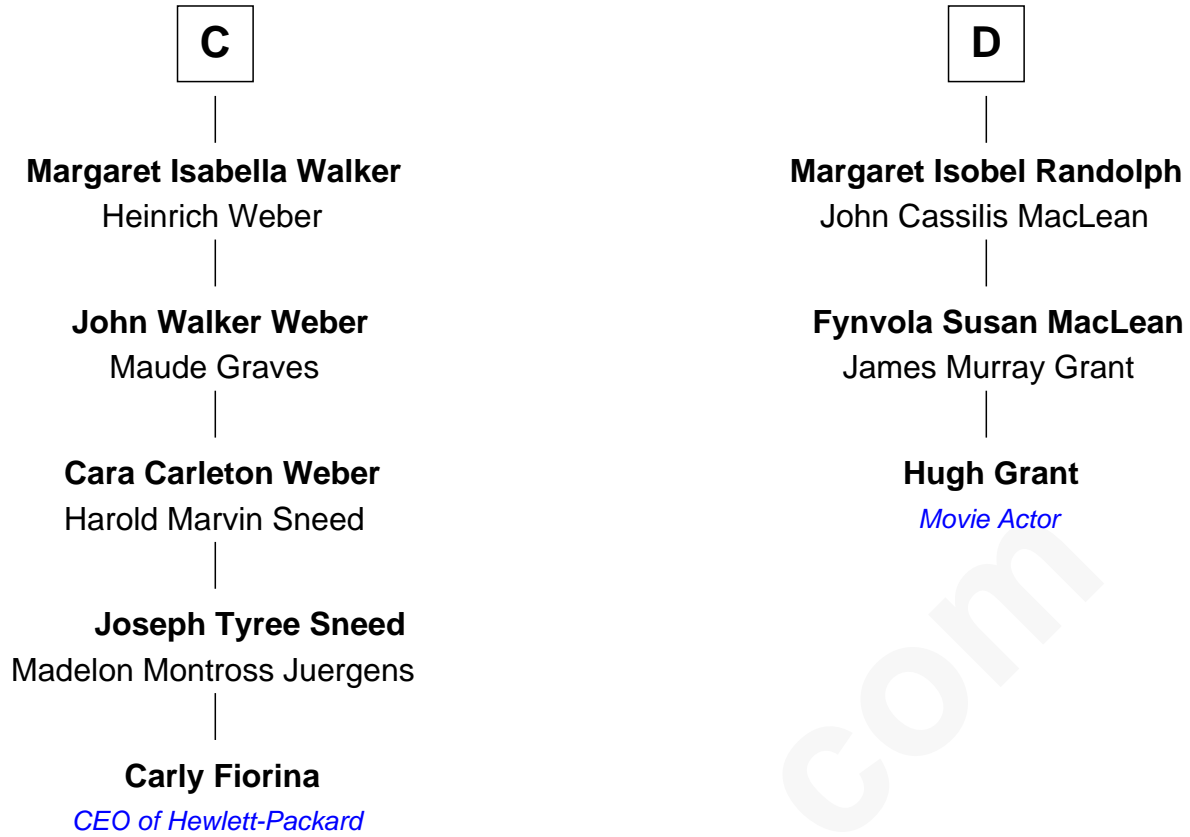 C
Margaret Isabella Walker
Heinrich Weber
John Walker Weber
Maude Graves
Cara Carleton Weber
Harold Marvin Sneed
Joseph Tyree Sneed
Madelon Montross Juergens
Carly Fiorina
CEO of Hewlett-Packard
D
Margaret Isobel Randolph
John Cassilis MacLean
Fynvola Susan MacLean
James Murray Grant
Hugh Grant
Movie Actor
com